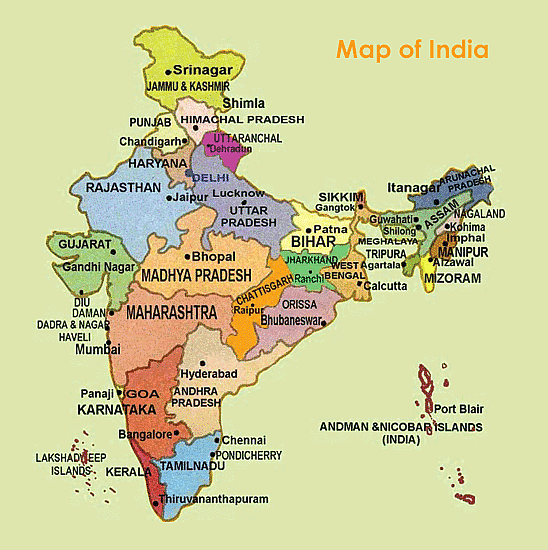 Map of India
Srinagar
JAMMU & KASHMIR
Shimla
PUNJAB
HIMACHAL PRADESH
Chandigarh
UTTARANCHAL
Dehradun
HARYANA
DELHI
RAJASTHAN
Jaipur
Lucknow
UTTAR
PRADESH
SIKKIM
Gangtok
Itanagar
ARUNACHAL
PRADESH
Guwahati
ASSAM
NAGALAND
Shilong
Kohima
MEGHALAYA
Imphal
MANIPUR
TRIPURA
Agartala
Aizawal
MIZORAM
Patna
BIHAR
GUJARAT
Gandhi Nagar
Bhopal
MADHYA PRADESH
JHARKHAND
Ranchi
WEST
BENGAL
Calcutta
CHATTISGARH
Raipur
ORISSA
Bhubaneswar
DIU
DAMAN
DADRA & NAGAR
HAVELI
MAHARASHTRA
Mumbai
Hyderabad
ANDHRA
PRADESH
Panaji
GOA
KARNATAKA
Bangalore
Chennai
PONDICHERRY
LAKSHADWEEP
ISLANDS
KERALA
TAMILNADU
Thiruvananthapuram
Port Blair
ANDMAN &NICOBAR ISLANDS
(INDIA)